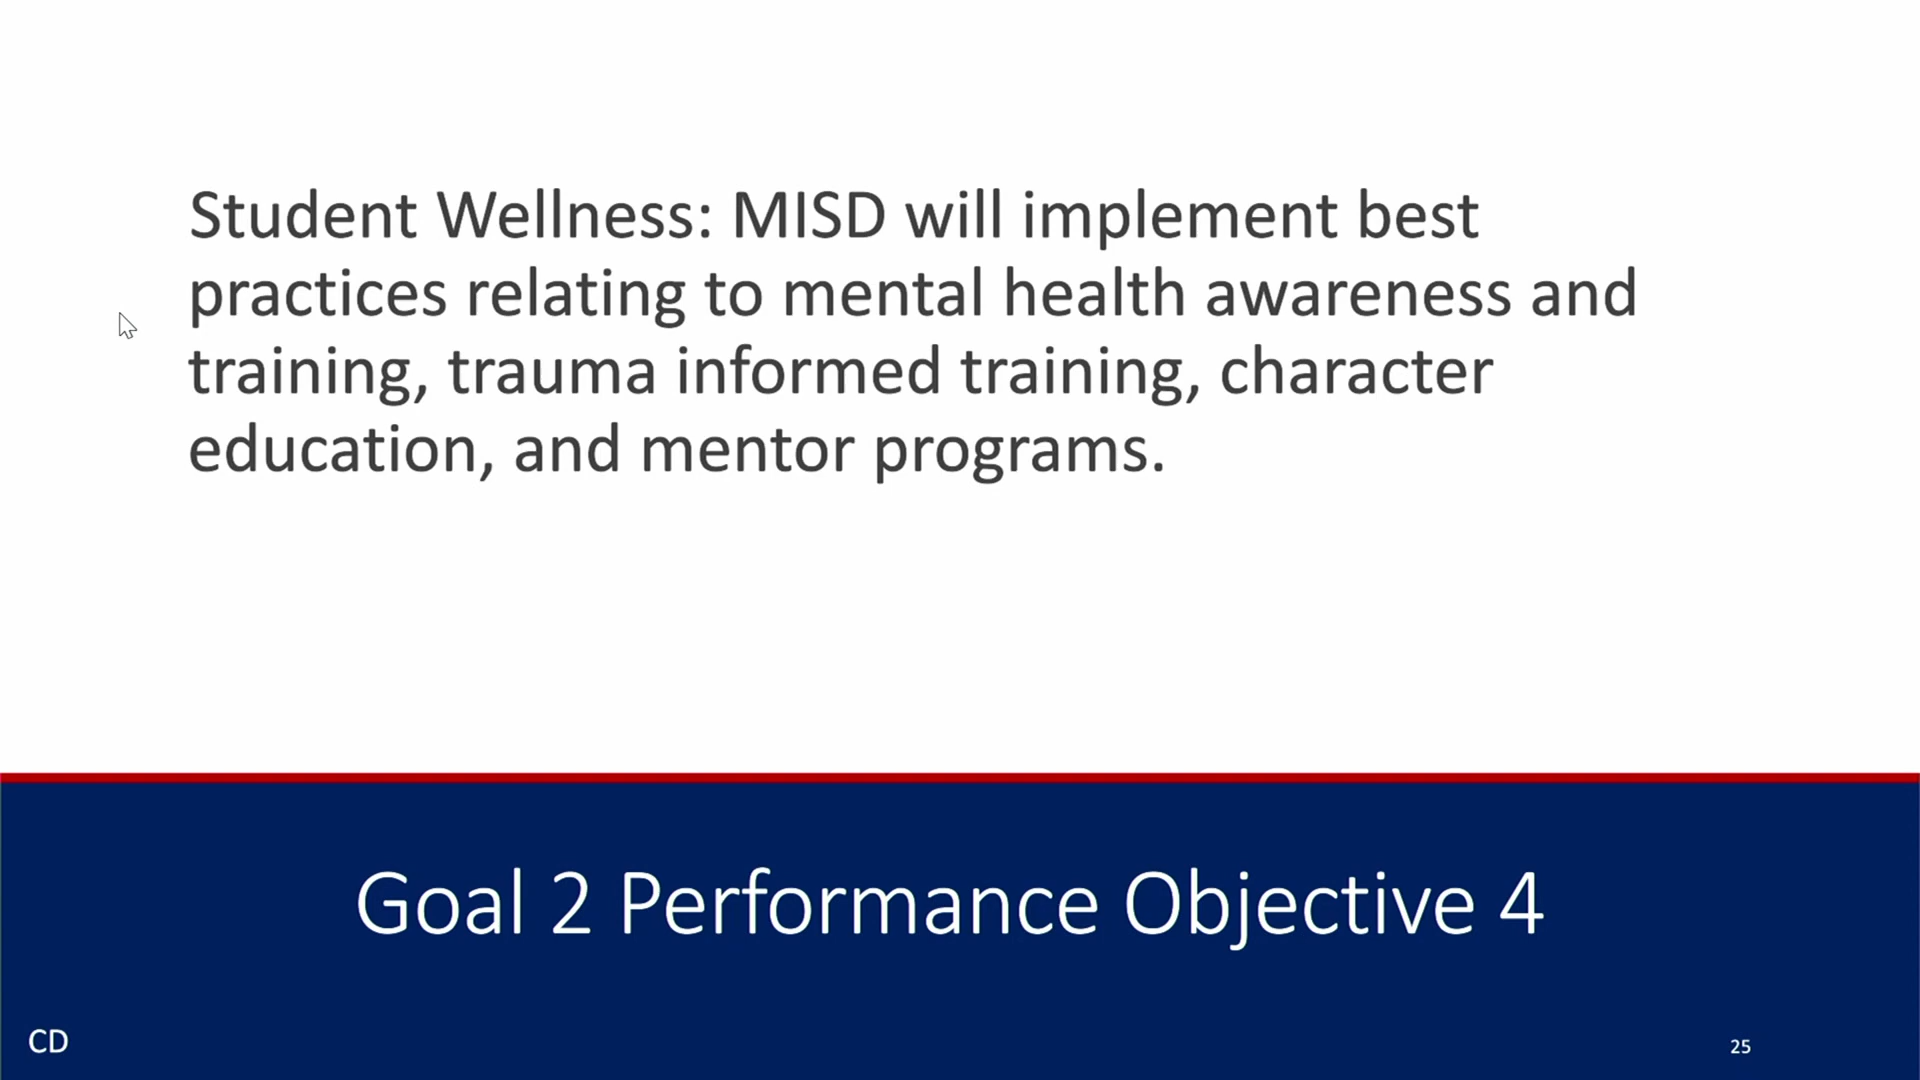 Student Wellness: MISD will implement best
practices relating to mental health awareness and
training, trauma informed training, character
education, and mentor programs.
Goal 2 Performance Objective 4
CD
25